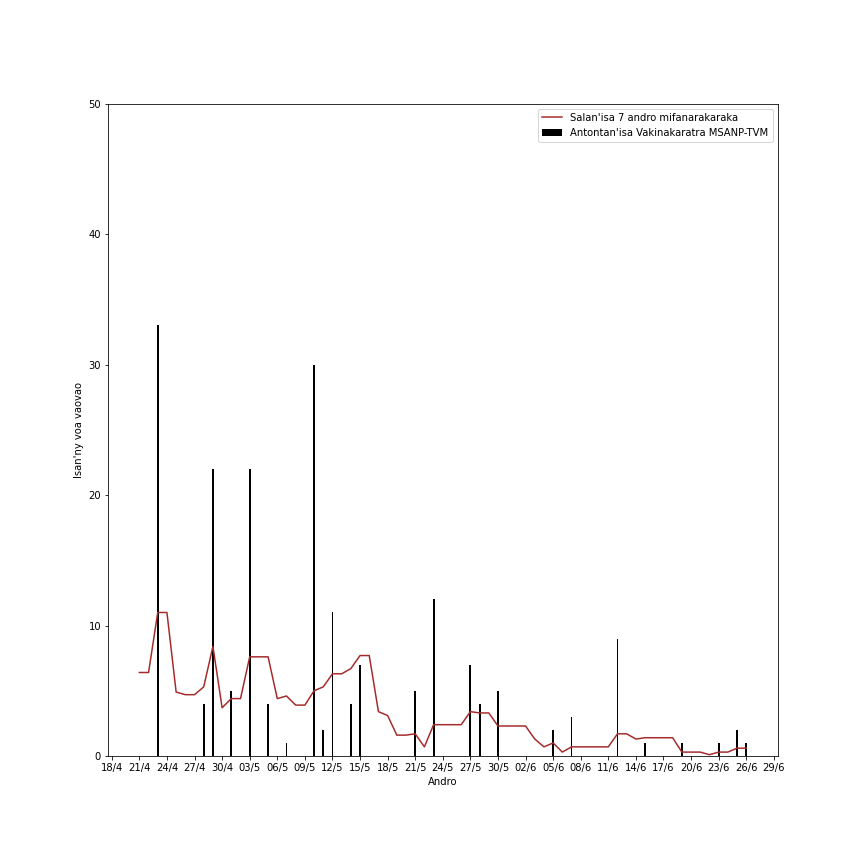 Salan'isa 7 andro mifanarakaraka
Antontan'isa Vakinakaratra MSANP-TVM
50
40
30
20
10
0
Isan'ny voa vaovao
18/4 21/4 24/4 27/4 30/4 03/5 06/5 09/5 12/5 15/5 18/5 21/5 24/5 27/5 30/5 02/6 05/6 08/6 11/6 14/6 17/6 20/6 23/6 26/6 29/6
Andro